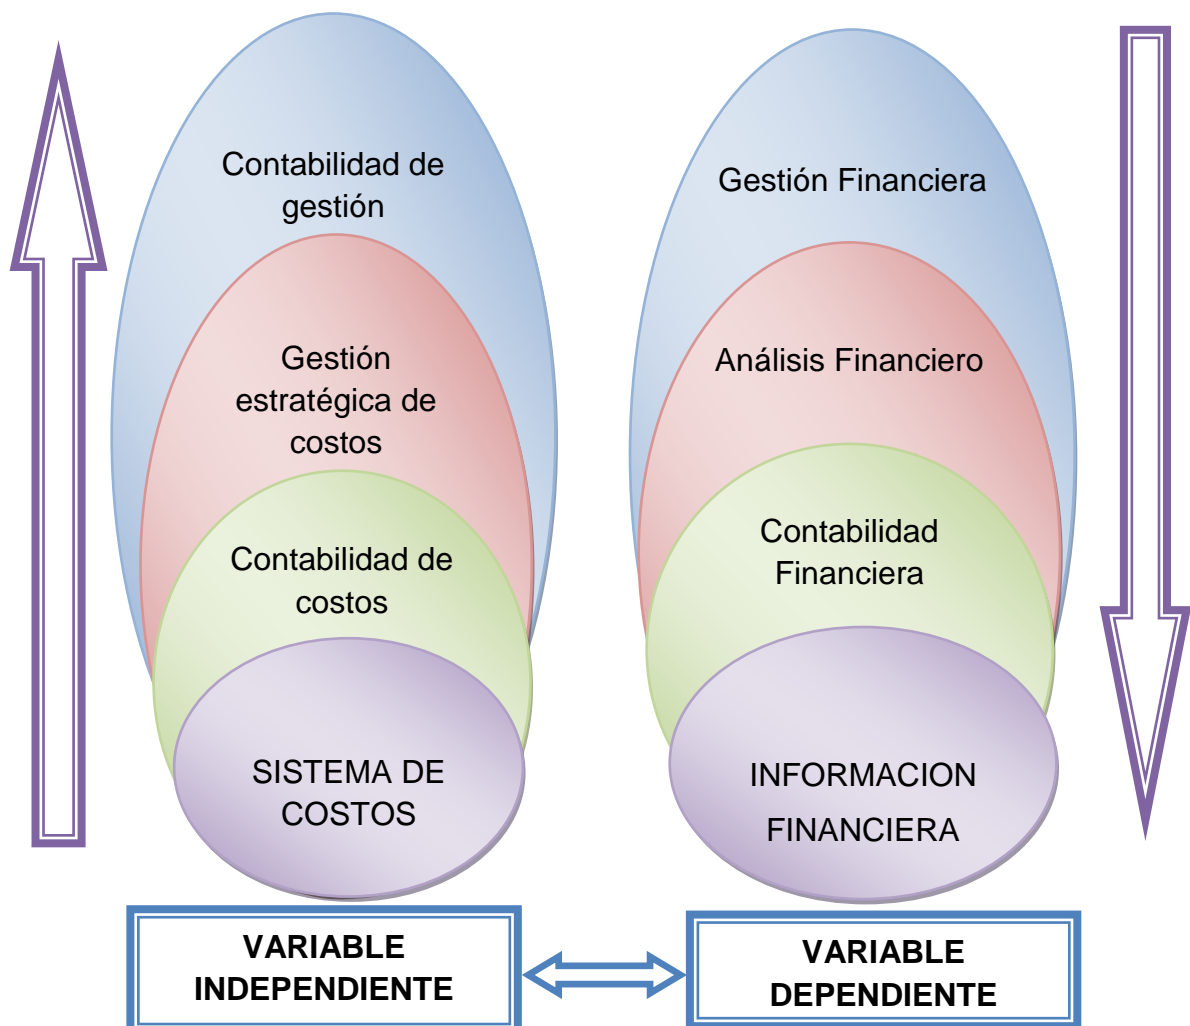 Contabilidad de
gestión
Gestión
estratégica de
costos
Contabilidad de
costos
SISTEMA DE
COSTOS
VARIABLE
INDEPENDIENTE
Gestión Financiera
Análisis Financiero
Contabilidad
Financiera
INFORMACION
FINANCIERA
VARIABLE
DEPENDIENTE